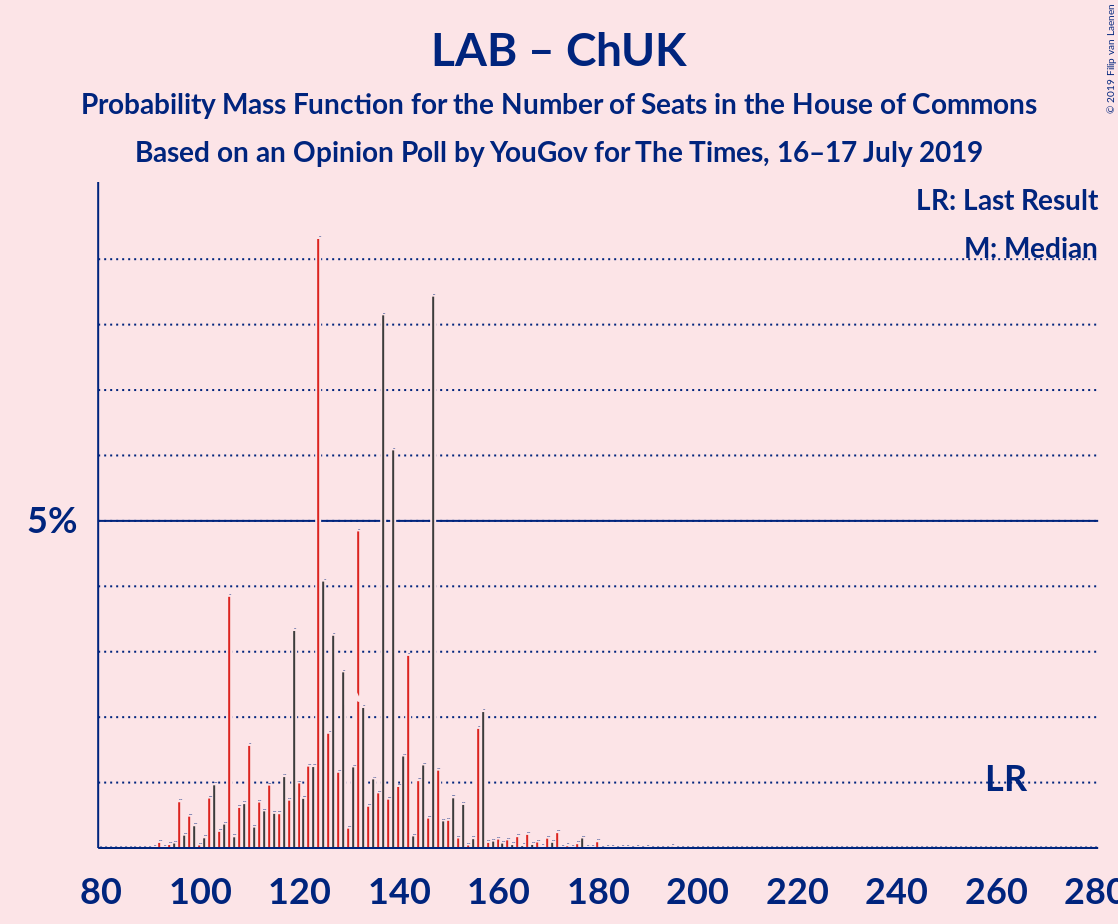 LAB – ChUK
Probability Mass Function for the Number of Seats in the House of Commons
Based on an Opinion Poll by YouGov for The Times, 16–17 July 2019
© 2019 Filip van Laenen
LR: Last Result
M: Median
5%
LR
80 100 120 140 160 180 200 220 240 260 280